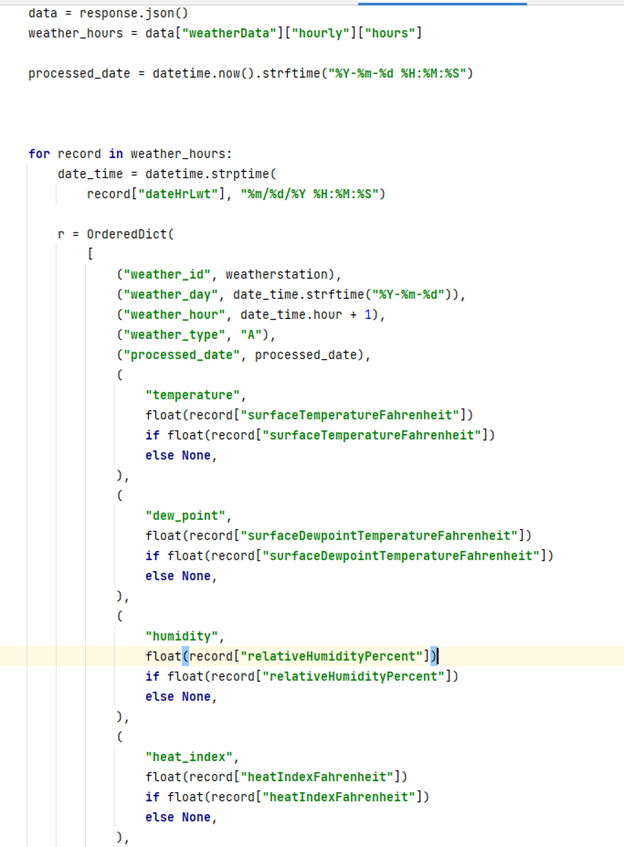 data = response.json()
weather_hours = data["weatherData"]["hourly"]["hours"]
processed_date = datetime.now().strftime("%Y-%m-%d %H:%M:%S")
for record in weather_hours:
date_time = datetime.strptime(
record["dateHrLwt"], "%m/%d/%Y %H:%M:%S")
r = OrderedDict(
[
("weather_id", weatherstation),
("weather_day", date_time.strftime("%Y-%m-%d")),
("weather_hour", date_time.hour + 1),
("weather_type", "A"),
("processed_date", processed_date),
(
"temperature",
float(record["surfaceTemperatureFahrenheit"])
if float(record["surfaceTemperatureFahrenheit"])
else None,
),
(
"dew_point",
float(record["surfaceDewpointTemperatureFahrenheit"])
if float(record["surfaceDewpointTemperatureFahrenheit"])
else None,
),
(
"humidity",
float(record["relativeHumidityPercent"])
if float(record["relativeHumidityPercent"])
else None,
),
(
"heat_index",
float(record["heatIndexFahrenheit"])
if float(record["heatIndexFahrenheit"])
else None,
),